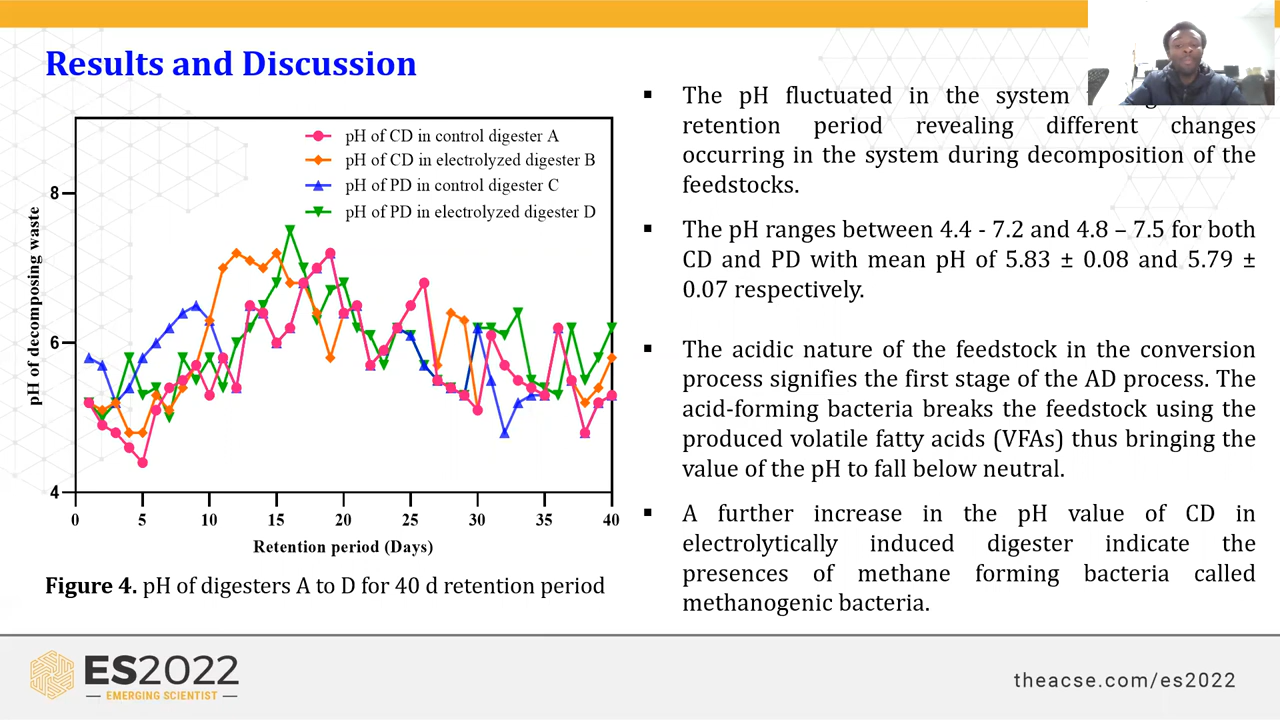 Results and Discussion
pH of CD in control digester A
pH of CD in electrolyzed digester B
pH of PD in control digester C
pH of PD in electrolyzed digester D
pH of decomposing waste
8
6
4
0 5 10 15 20 25 30 35 40
Retention period (Days)
Figure 4. pH of digesters A to D for 40 d retention period
▪ The pH fluctuated in the system
retention period revealing different changes
occurring in the system during decomposition of the
feedstocks.
▪ The pH ranges between 4.4 - 7.2 and 4.8 – 7.5 for both
CD and PD with mean pH of 5.83 ± 0.08 and 5.79 ±
0.07 respectively.
▪ The acidic nature of the feedstock in the conversion
process signifies the first stage of the AD process. The
acid-forming bacteria breaks the feedstock using the
produced volatile fatty acids (VFAs) thus bringing the
value of the pH to fall below neutral.
▪ A further increase in the pH value of CD in
electrolytically induced digester indicate the
presences of methane forming bacteria called
methanogenic bacteria.
ES2022
EMERGING SCIENTIST
theacse.com/es2022